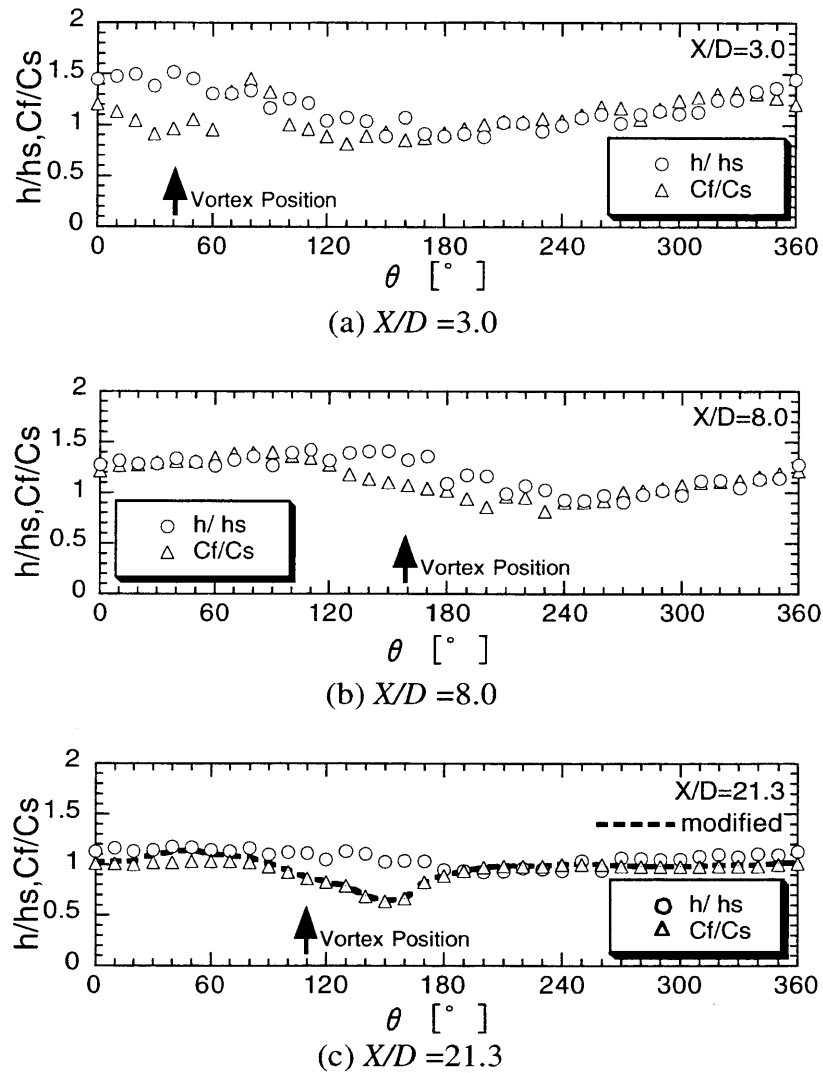 h/hs,Cf/Cs
2
1.5
1
0.5
0
X/D=3.0
○ h/ hs
△ Cf/Cs
Vortex Position
0 60 120 180 240 300 360
θ [°]
(a) X/D =3.0
h/hs,Cf/Cs
2
1.5
1
0.5
0
X/D=8.0
○ h/ hs
△ Cf/Cs
Vortex Position
0 60 120 180 240 300 360
θ [°]
(b) X/D =8.0
h/hs,Cf/Cs
2
1.5
1
0.5
0
X/D=21.3
modified
○ h/ hs
△ Cf/Cs
Vortex Position
0 60 120 180 240 300 360
θ [°]
(c) X/D =21.3